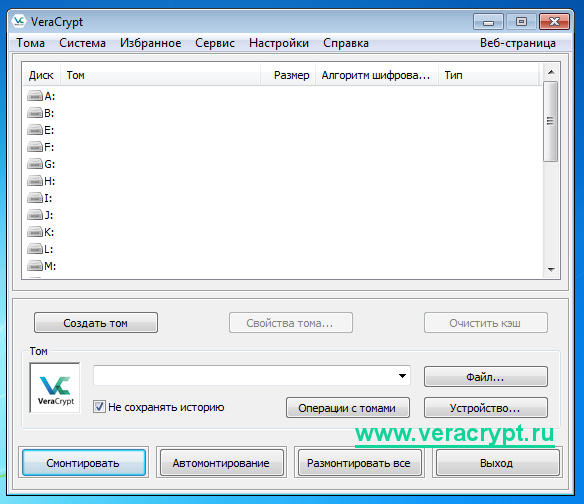 VeraCrypt
Тома Система Избранное Сервис Настройки Справка Веб-страница
Диск Том Размер Алгоритм шифрова... Тип
A:
B:
E:
F:
G:
H:
I:
J:
K:
L:
M:
Создать том Свойства тома... Очистить кэш
Том
VeraCrypt
Файл...
Не сохранять историю Операции с томами Устройство...
www.veracrypt.ru
Смонтировать Автомонтирование Размонтировать все Выход